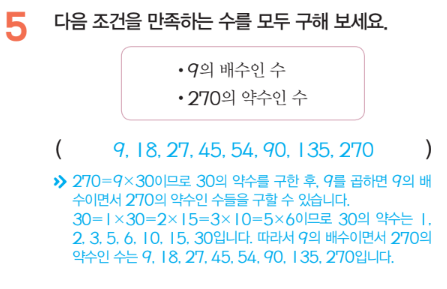 5 다음 조건을 만족하는 수를 모두 구해 보세요.
• 9의 배수인 수
• 270의 약수인 수
( 9, 18, 27, 45, 54, 90, 135, 270 )
≫ 270=9×30이므로 30의 약수를 구한 후, 9를 곱하면 9의 배
수이면서 270의 약수인 수들을 구할 수 있습니다.
30=1×30=2×15=3×10=5×6이므로 30의 약수는 1,
2, 3, 5, 6, 10, 15, 30입니다. 따라서 9의 배수이면서 270의
약수인 수는 9, 18, 27, 45, 54, 90, 135, 270입니다.